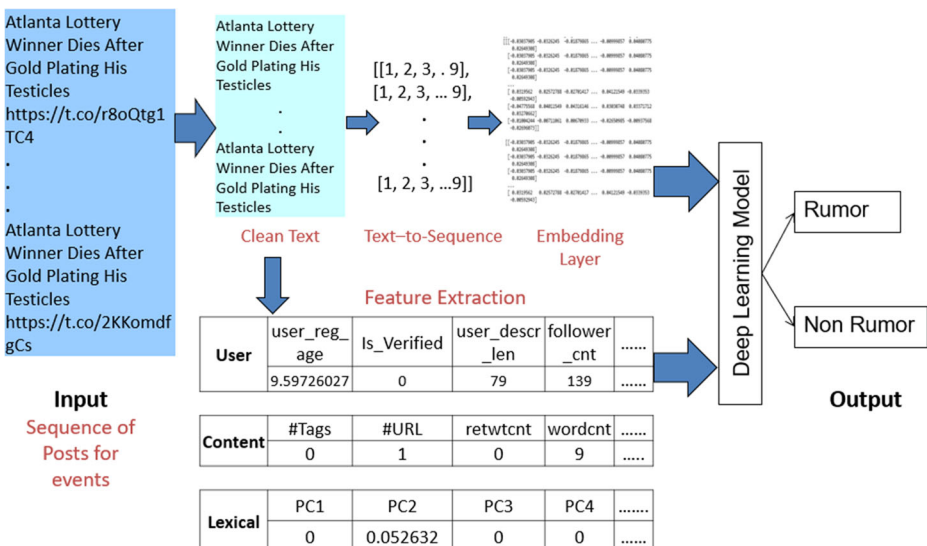 Atlanta Lottery
Winner Dies After
Gold Plating His
Testicles
https://t.co/r8oQtg1
TC4
.
.
.
Atlanta Lottery
Winner Dies After
Gold Plating His
Testicles
https://t.co/2KKomdf
gCs
Input
Sequence of
Posts for
events
Atlanta Lottery
Winner Dies After
Gold Plating His
Testicles
.
.
Atlanta Lottery
Winner Dies After
Gold Plating His
Testicles
Clean Text
[[1, 2, 3, . 9],
[1, 2, 3, ... 9],
.
.
.
[1, 2, 3, ...9]]
Text–to-Sequence
Embedding
Layer
Feature Extraction
User
user_reg_ age Is_Verified user_descr _len follower _cnt ......
9.59726027 0 79 139 ......
Content
#Tags #URL retwtcnt wordcnt ......
0 1 0 9 .....
Lexical
PC1 PC2 PC3 PC4 .......
0 0.052632 0 0 ......
Deep Learning Model
Rumor
Non Rumor
Output